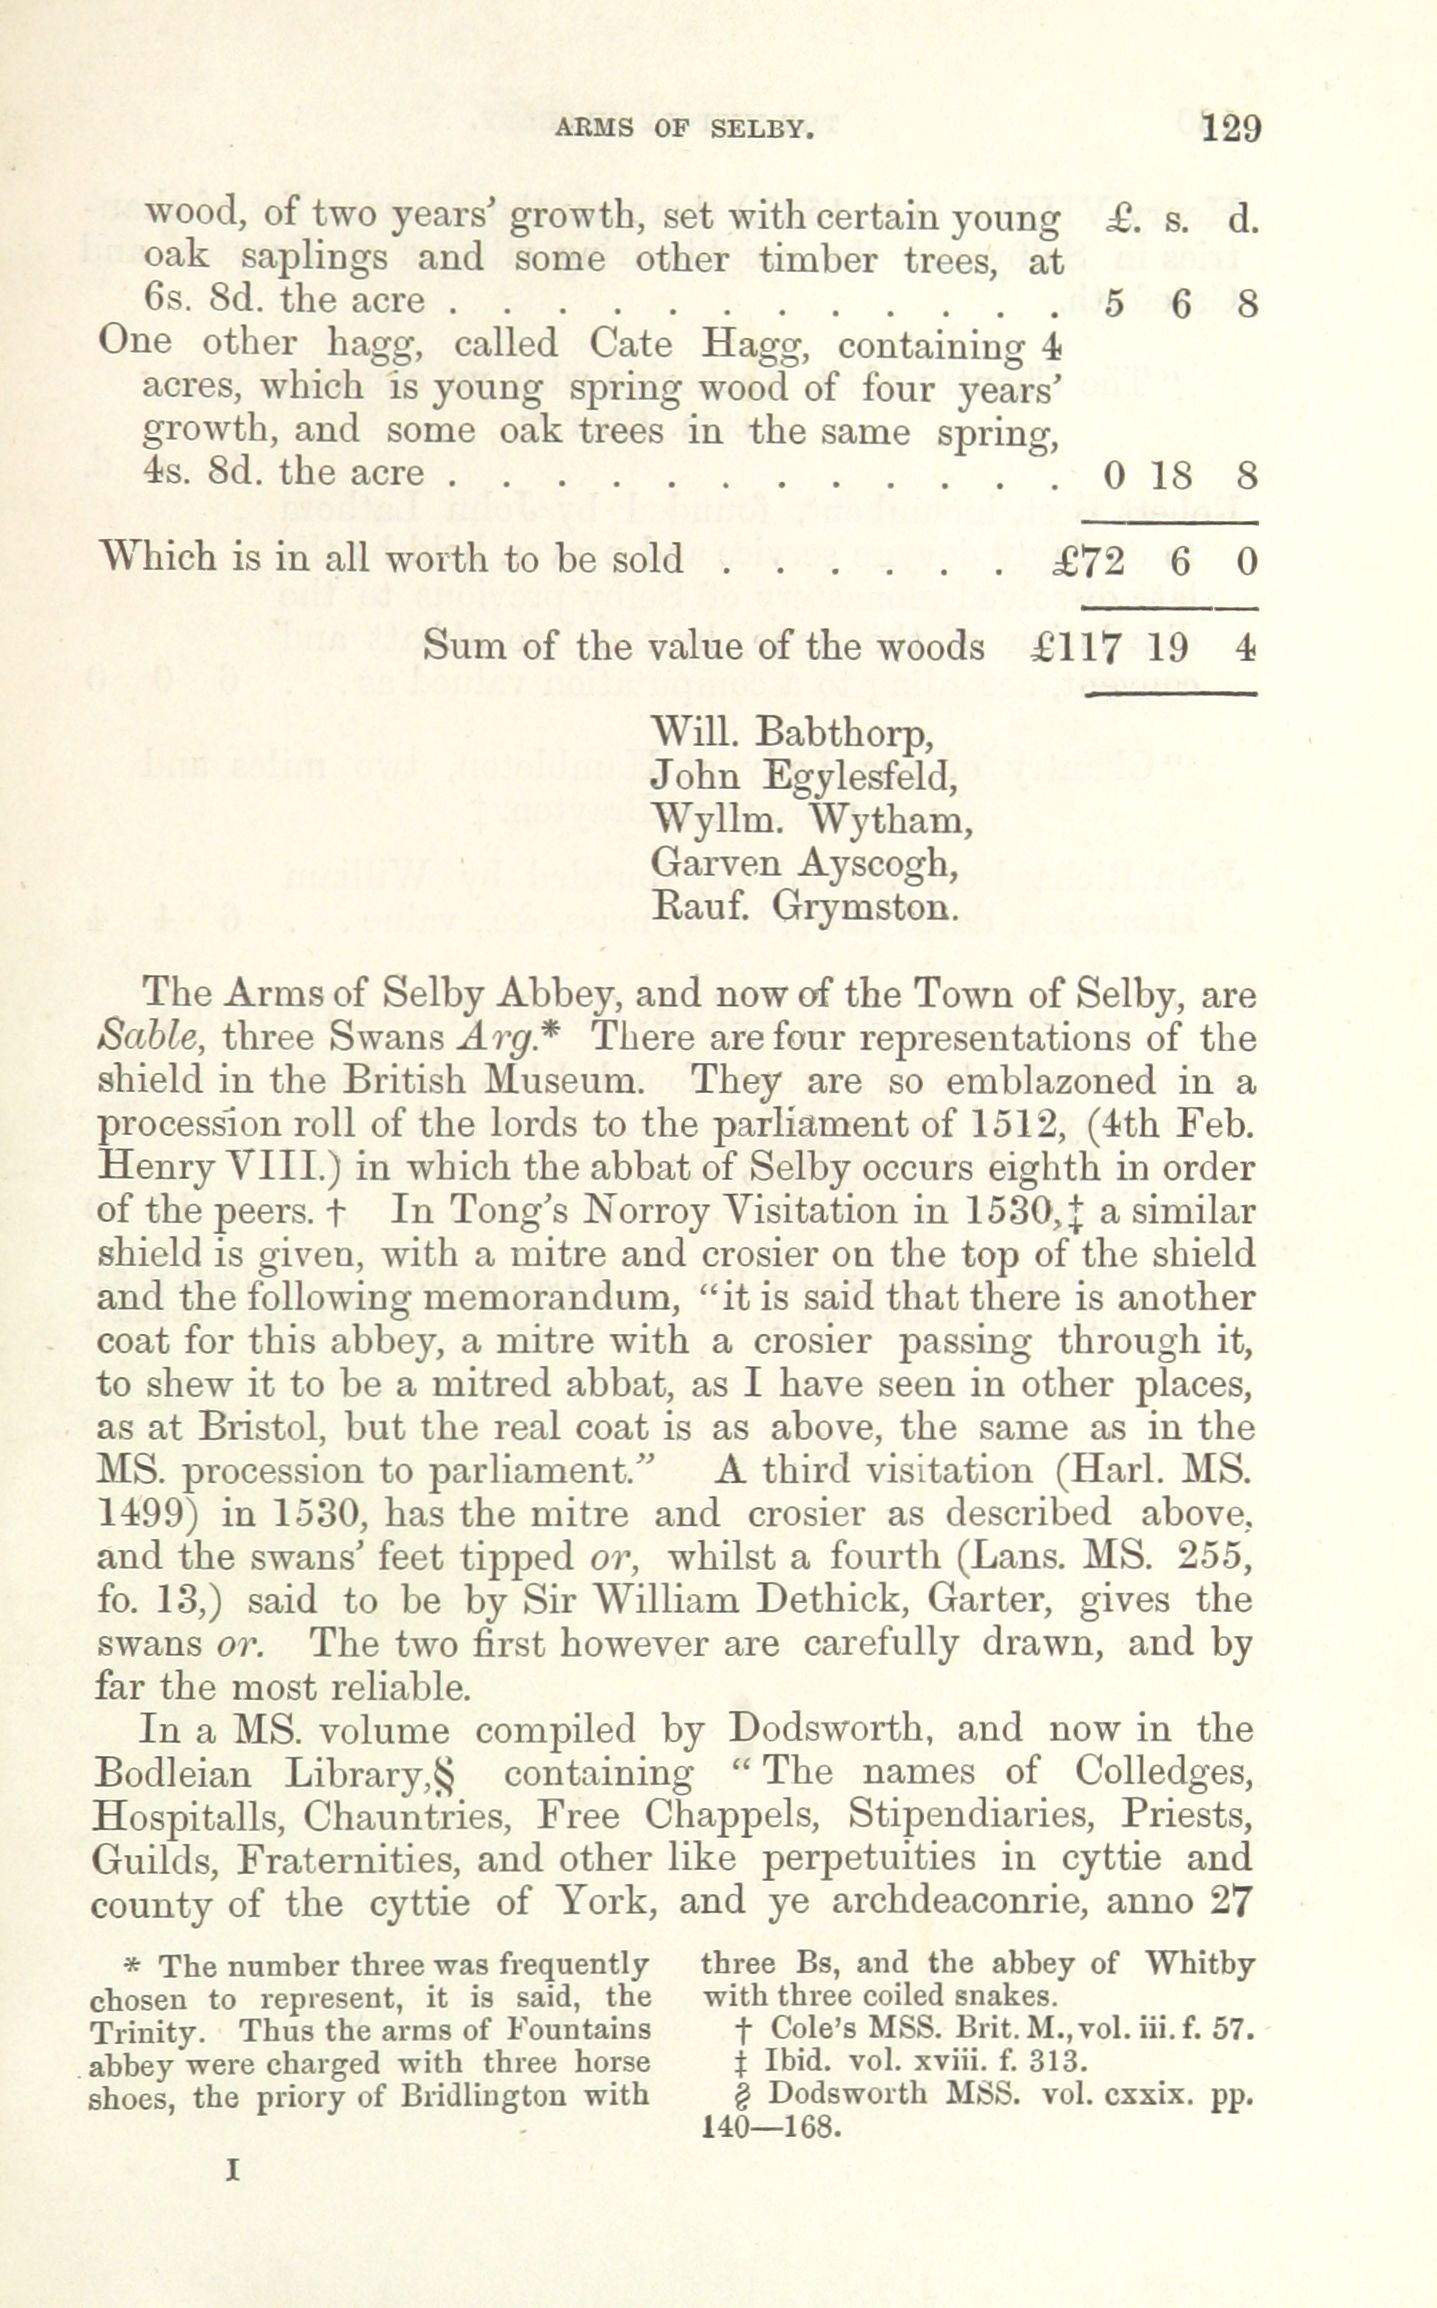 ARMS OF SELBY. 129
wood, of two years' growth, set with certain young £. s. d.
oak saplings and some other timber trees, at
6s. 8d. the acre . . . . . . . . . . . . 5 6 8
One other hagg, called Cate Hagg, containing 4
acres, which is young spring wood of four years'
growth, and some oak trees in the same spring,
4s. 8d. the acre . . . . . . . . . . . . 0 18 8
Which is in all worth to be sold . . . . . . £72 6 0
Sum of the value of the woods £117 19 4
Will. Babthorp,
John Egylesfeld,
Wyllm. Wytham,
Garven Ayscogh,
Rauf. Grymston.
The Arms of Selby Abbey, and now of the Town of Selby, are
Sable, three Swans Arg.* There are four representations of the
shield in the British Museum. They are so emblazoned in a
procession roll of the lords to the parliament of 1512, (4th Feb.
Henry VIII.) in which the abbat of Selby occurs eighth in order
of the peers. † In Tong's Norroy Visitation in 1530,‡ a similar
shield is given, with a mitre and crosier on the top of the shield
and the following memorandum, "it is said that there is another
coat for this abbey, a mitre with a crosier passing through it,
to shew it to be a mitred abbat, as I have seen in other places,
as at Bristol, but the real coat is as above, the same as in the
MS. procession to parliament." A third visitation (Harl. MS.
1499) in 1530, has the mitre and crosier as described above,
and the swans' feet tipped or, whilst a fourth (Lans. MS. 255,
fo. 13,) said to be by Sir William Dethick, Garter, gives the
swans or. The two first however are carefully drawn, and by
far the most reliable.
In a MS. volume compiled by Dodsworth, and now in the
Bodleian Library,§ containing "The names of Colledges,
Hospitalls, Chauntries, Free Chappels, Stipendiaries, Priests,
Guilds, Fraternities, and other like perpetuities in cyttie and
county of the cyttie of York, and ye archdeaconrie, anno 27
* The number three was frequently
chosen to represent, it is said, the
Trinity. Thus the arms of Fountains
abbey were charged with three horse
shoes, the priory of Bridlington with
three Bs, and the abbey of Whitby
with three coiled snakes.
† Cole's MSS. Brit. M., vol. iii. f. 57.
‡ Ibid. vol. xviii. f. 313.
§ Dodsworth MSS. vol. cxxix. pp.
140—168.
I